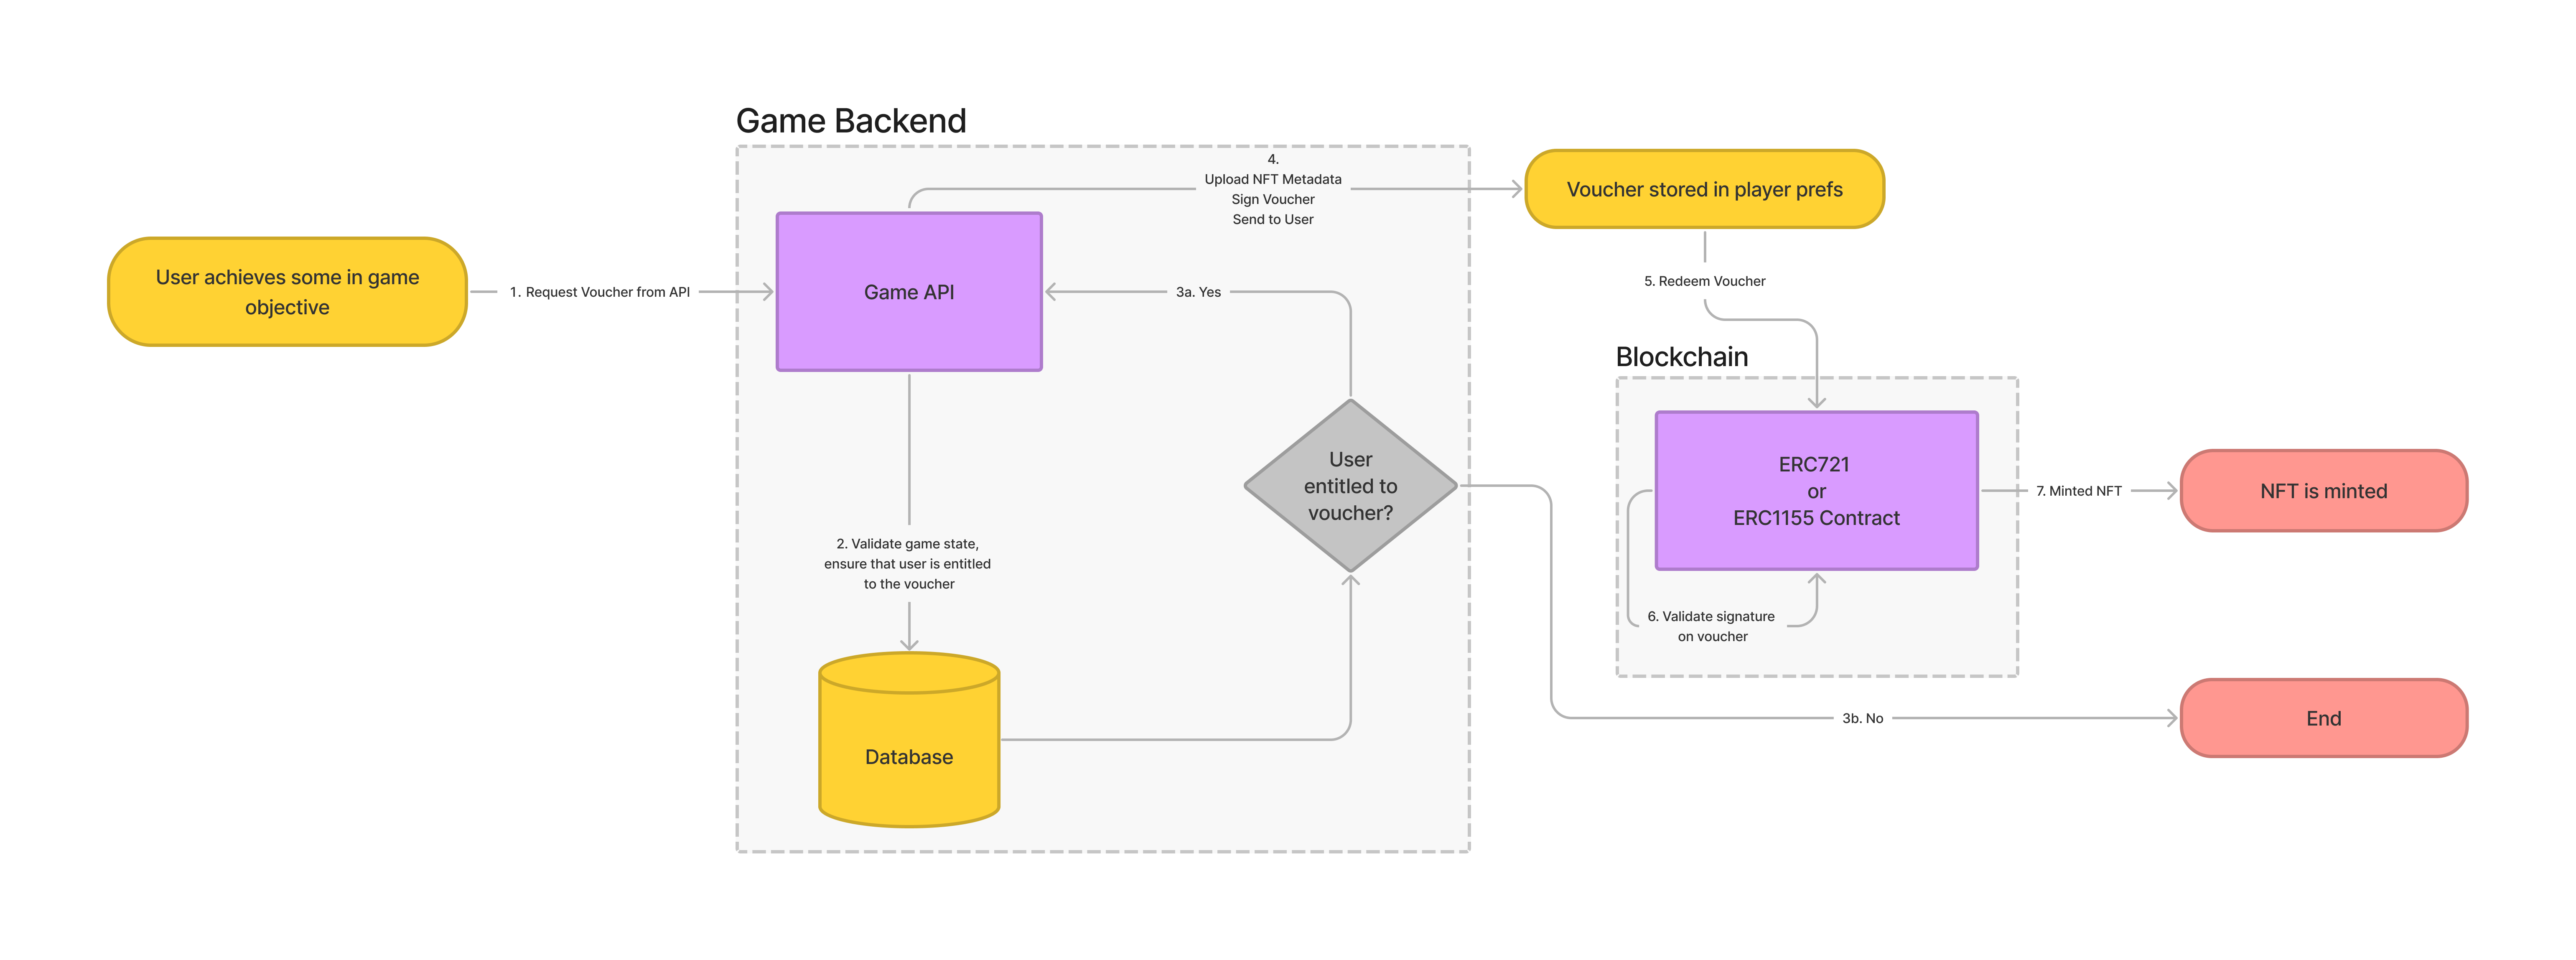 Game Backend
4.
Upload NFT Metadata
Sign Voucher
Send to User
Voucher stored in player prefs
User achieves some in game
objective
1. Request Voucher from API
Game API
3a. Yes
5. Redeem Voucher
Blockchain
User
entitled to
voucher?
ERC721
or
ERC1155 Contract
7. Minted NFT
NFT is minted
2. Validate game state,
ensure that user is entitled
to the voucher
6. Validate signature
on voucher
3b. No
End
Database